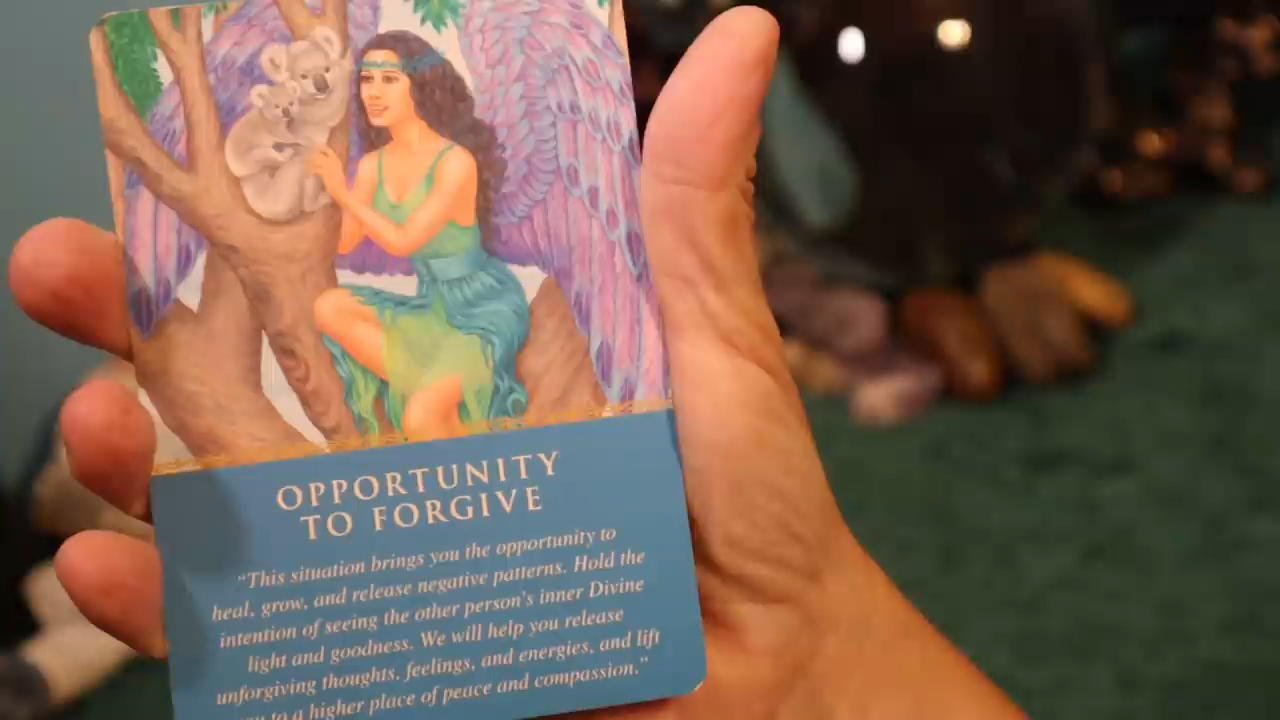 OPPORTUNITY
TO FORGIVE
"This situation brings you the opportunity to
heal, grow, and release negative patterns. Hold the
intention of seeing the other person's inner Divine
light and goodness. We will help you release
unforgiving thoughts, feelings, and energies, and lift
to a higher place of peace and compassion."